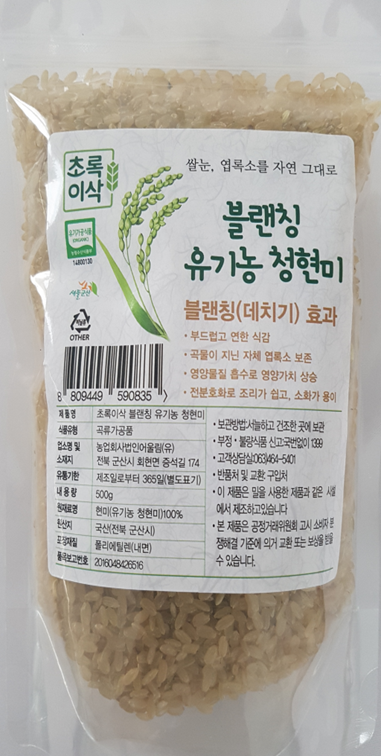 초록
이삭
쌀눈, 엽록소를 자연 그대로
유기가공식품
(ORGANIC)
농림축산식품부
14800130
블랜칭
유기농 청현미
블랜칭(데치기) 효과
· 부드럽고 연한 식감
· 곡물이 지닌 자체 엽록소 보존
· 영양물질 흡수로 영양가치 상승
· 전분호화로 조리가 쉽고, 소화가 용이
OTHER
8 809449 590835
제 품 명 초록이삭 블랜칭 유기농 청현미
식품유형 곡류가공품
업소명 및 소재지 농업회사법인어울림(유)
전북 군산시 회현면 증석길 174
유통기한 제조일로부터 365일(별도표기)
내 용 량 500g
원재료명 현미(유기농 청현미)100%
원산지 국산(전북 군산시)
포장재질 폴리에틸렌(내면)
품목보고번호 2016048426516
· 보관방법:서늘하고 건조한 곳에 보관
· 부정 · 불량식품 신고:국번없이 1399
· 고객상담실:063)464-5401
· 반품처 및 교환: 구입처
· 이 제품은 밀을 사용한 제품과 같은 시설
에서 제조하고있습니다
· 본 제품은 공정거래위원회 고시 소비자 분
쟁해결 기준에 의거 교환 또는 보상을 받을
수 있습니다.